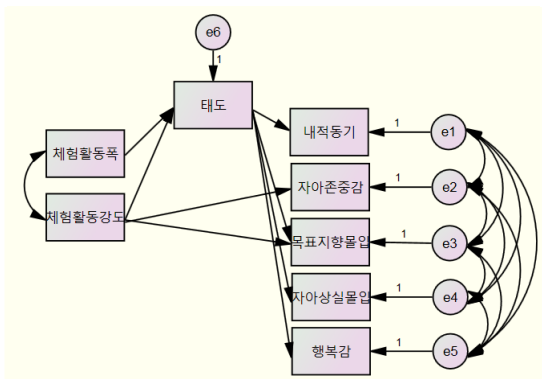 e6
1
태도
체험활동폭
체험활동강도
내적동기
1
e1
자아존중감
1
e2
목표지향몰입
1
e3
자아상실몰입
1
e4
행복감
1
e5